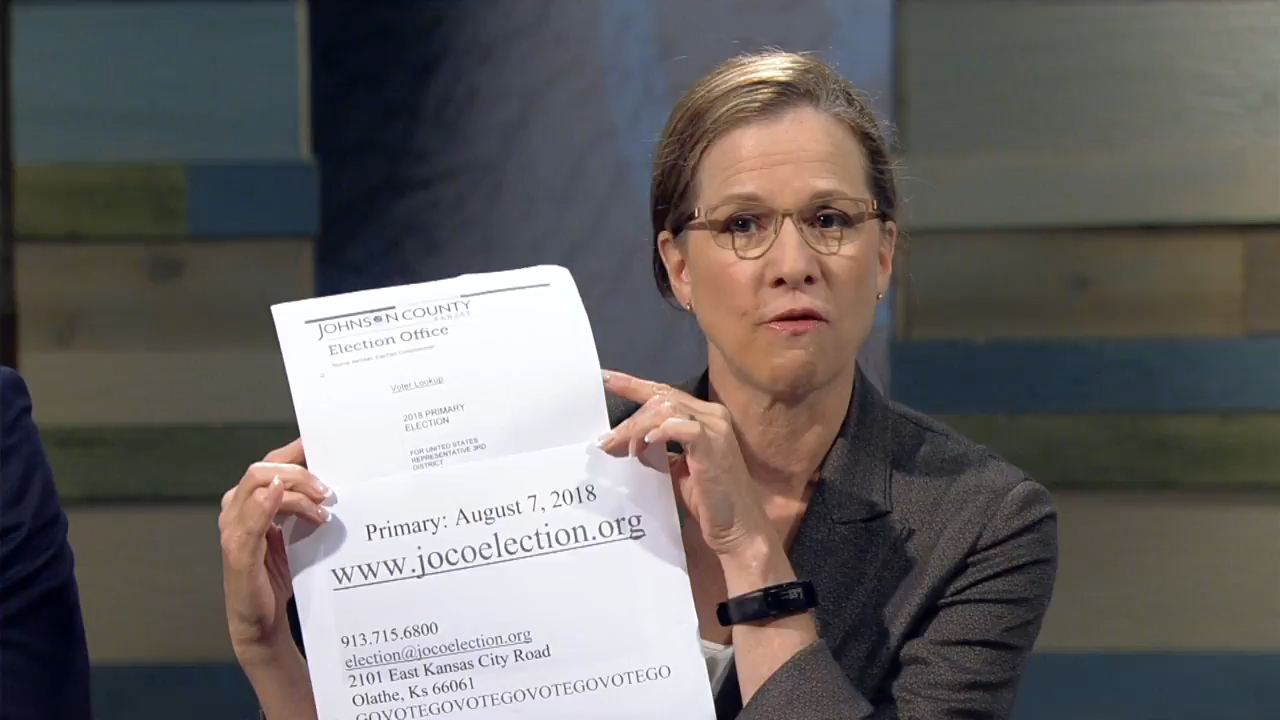 JOHNSON COUNTY
KANSAS
Election Office
Voter Lookup
2018 PRIMARY
ELECTION
FOR UNITED STATES
REPRESENTATIVE 3RD
DISTRICT
Primary: August 7, 2018
www.jocoelection.org
913.715.6800
election@jocoelection.org
2101 East Kansas City Road
Olathe, Ks 66061
GOVOTEGOVOTEGOVOTEGO